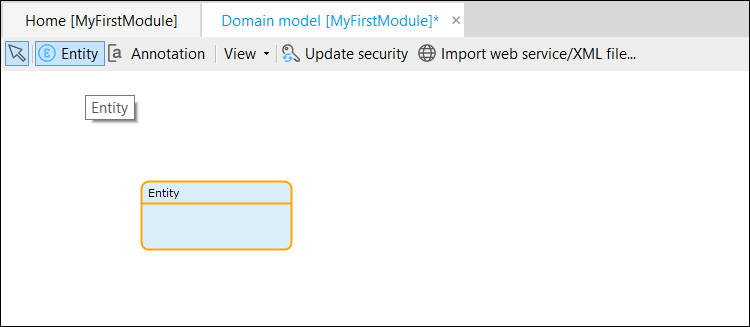 Home [MyFirstModule] Domain model [MyFirstModule]* ×
Entity Annotation View Update security Import web service/XML file...
Entity
Entity